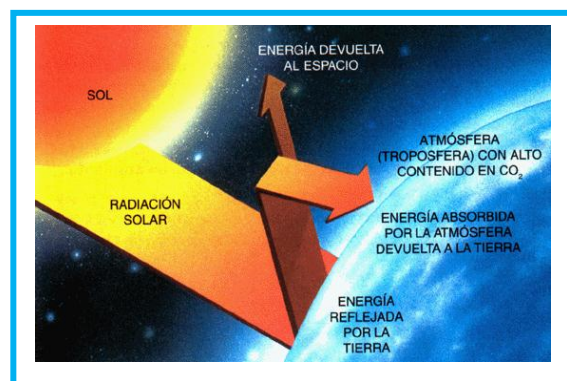 ENERGÍA DEVUELTA
AL ESPACIO
SOL
ATMÓSFERA
(TROPOSFERA) CON ALTO
CONTENIDO EN CO₂
RADIACIÓN
SOLAR
ENERGÍA ABSORBIDA
POR LA ATMÓSFERA
DEVUELTA A LA TIERRA
ENERGÍA
REFLEJADA
POR LA
TIERRA